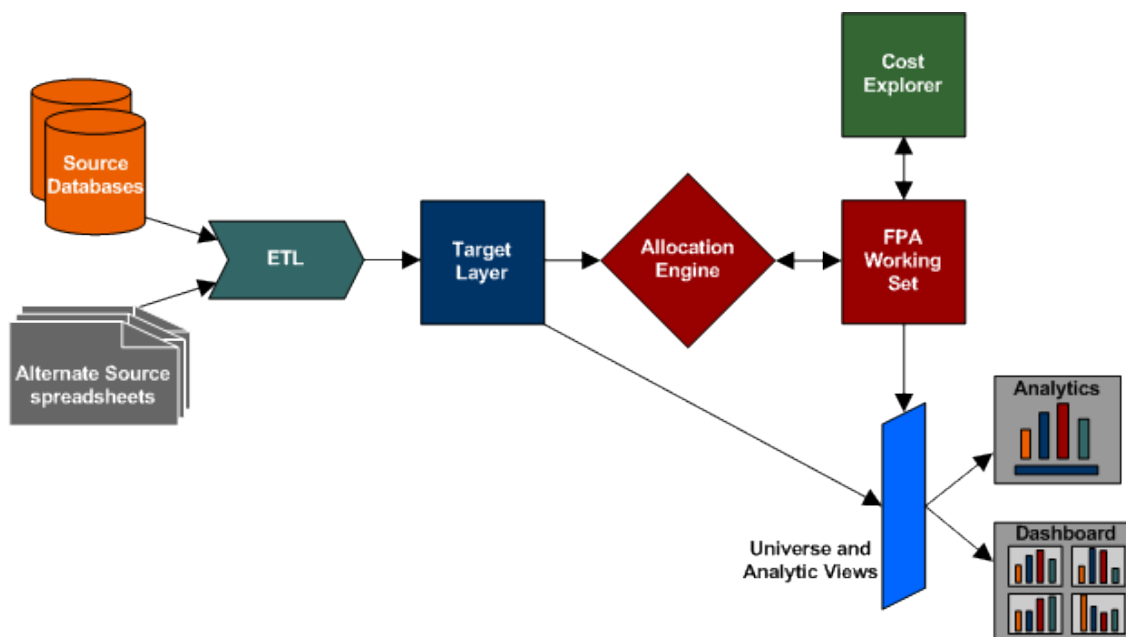 Cost
Explorer
Source
Databases
ETL
Target
Layer
Allocation
Engine
FPA
Working
Set
Alternate Source
spreadsheets
Analytics
Universe and
Analytic Views
Dashboard